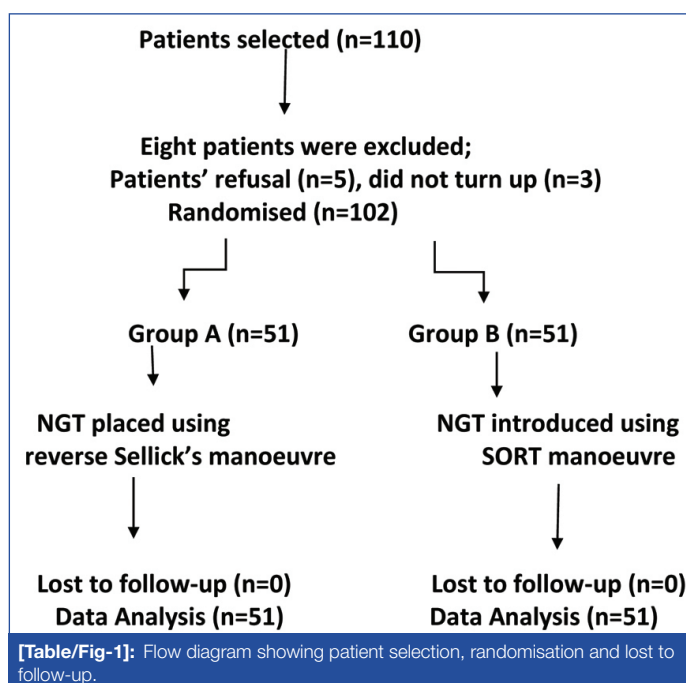 Patients selected (n=110)
Eight patients were excluded;
Patients' refusal (n=5), did not turn up (n=3)
Randomised (n=102)
Group A (n=51)
Group B (n=51)
NGT placed using
reverse Sellick's manoeuvre
NGT introduced using
SORT manoeuvre
Lost to follow-up (n=0)
Data Analysis (n=51)
Lost to follow-up (n=0)
Data Analysis (n=51)
[Table/Fig-1]: Flow diagram showing patient selection, randomisation and lost to
follow-up.